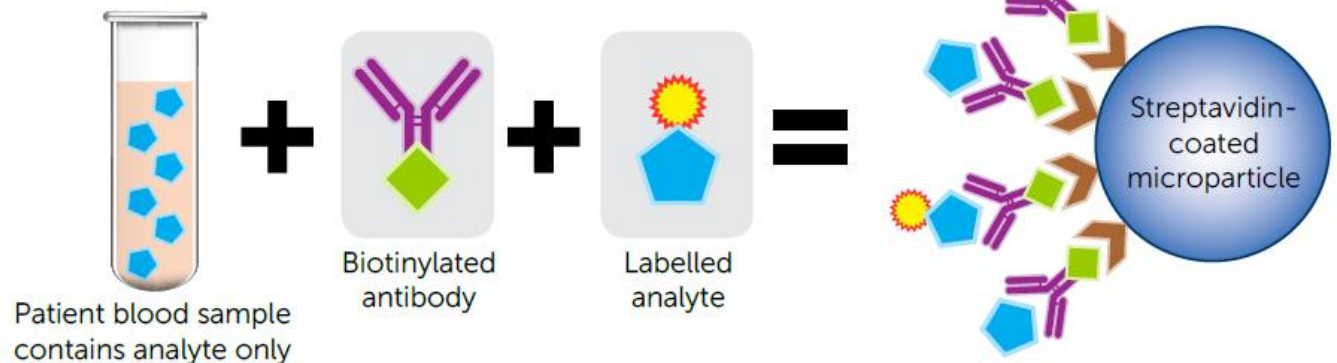 Streptavidin-
coated
microparticle
Biotinylated
antibody
Labelled
analyte
Patient blood sample
contains analyte only